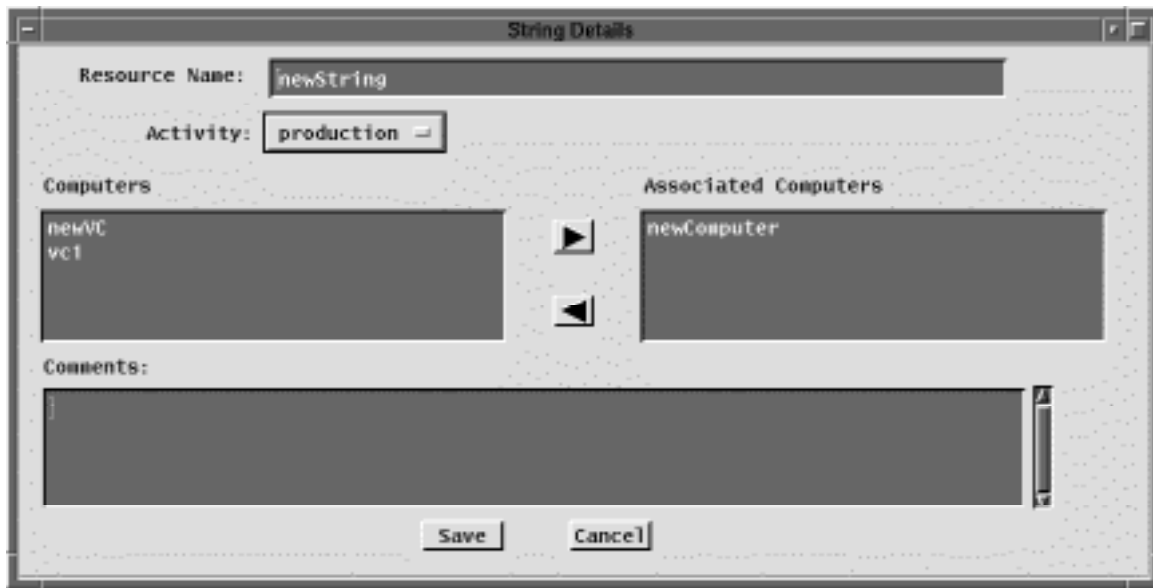 String Details
Resource Name: newString
Activity: production
Computers
Associated Computers
newVC
vc1
newComputer
Comments:
Save Cancel